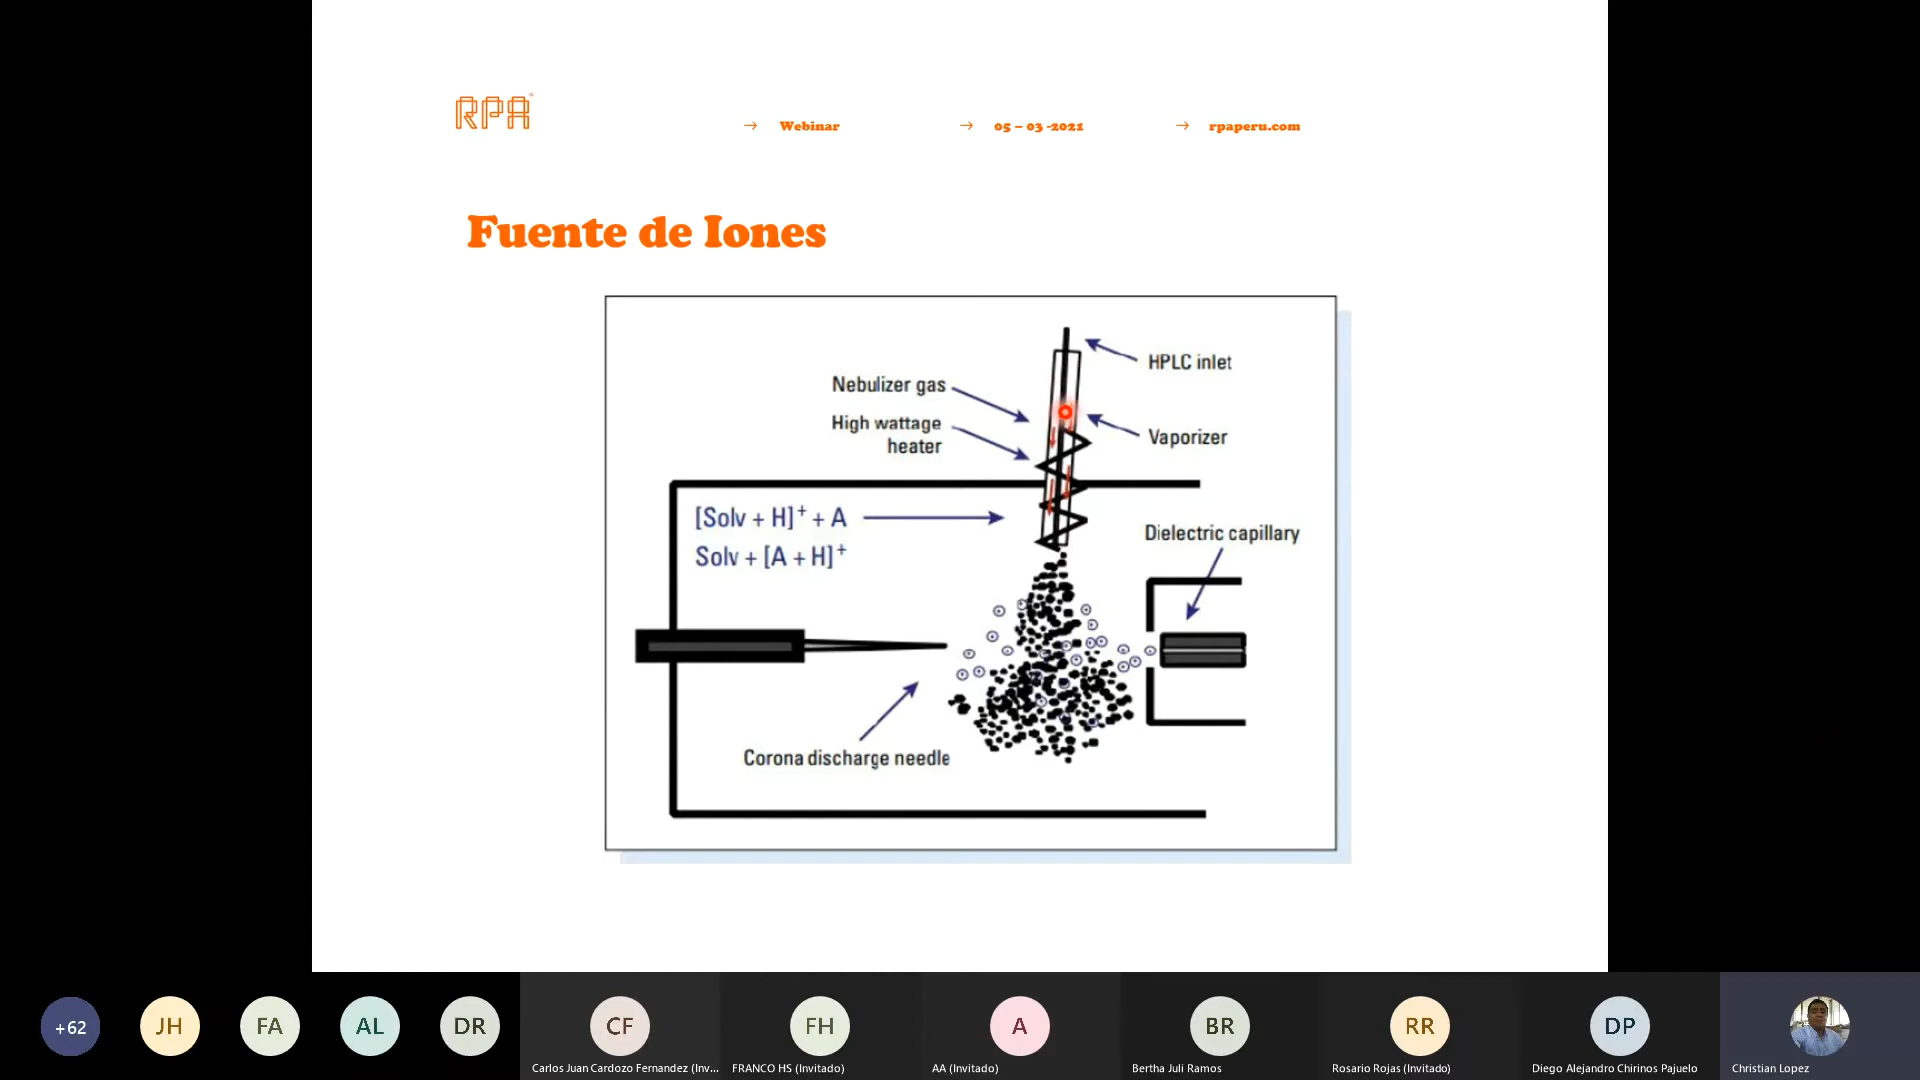 RPA
→ Webinar → 05 – 03 -2021 → rpaperu.com
Fuente de Iones
HPLC inlet
Nebulizer gas
High wattage
heater
Vaporizer
[Solv + H]⁺ + A
Solv + [A + H]⁺
Dielectric capillary
Corona discharge needle
+62
JH
FA
AL
DR
CF
FH
A
BR
RR
DP
Carlos Juan Cardozo Fernandez (Inv...
FRANCO HS (Invitado)
AA (Invitado)
Bertha Juli Ramos
Rosario Rojas (Invitado)
Diego Alejandro Chirinos Pajuelo
Christian Lopez